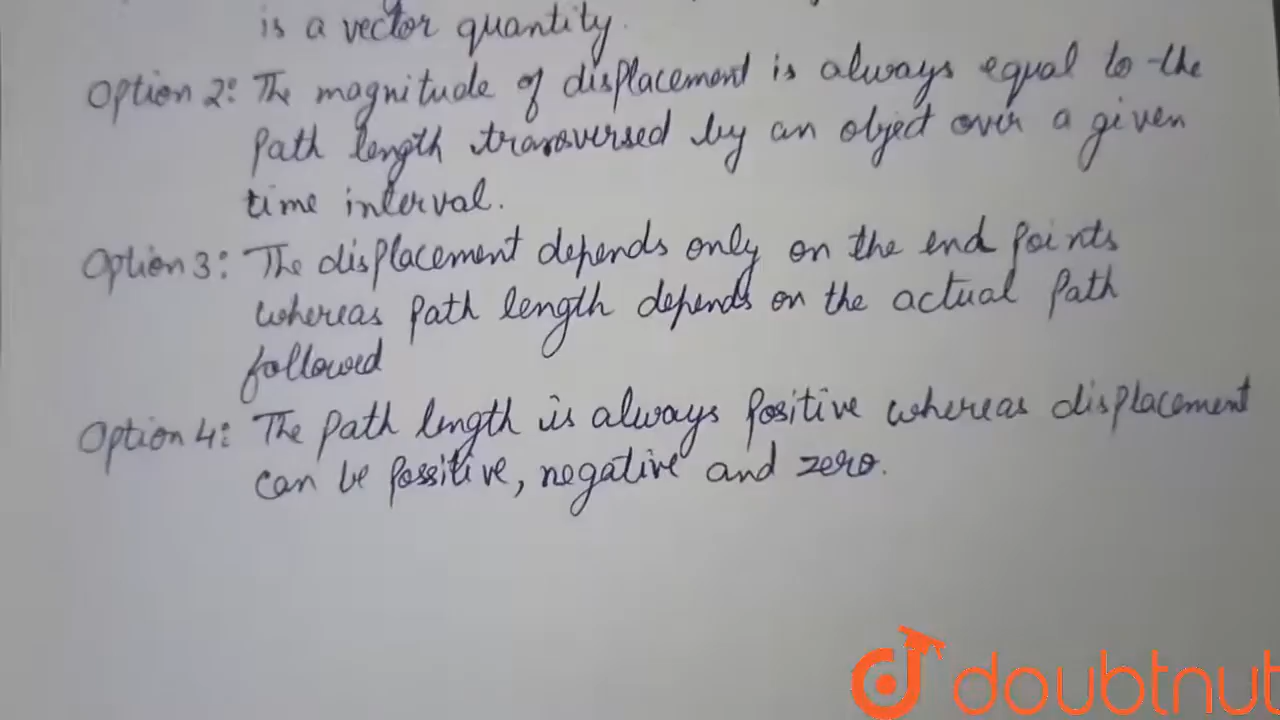 is a vector quantity.
Option 2: The magnitude of displacement is always equal to the
Path length transversed by an object over a given
time interval.
Option 3: The displacement depends only on the end points
whereas Path length depends on the actual Path
followed
Option 4: The path length is always positive whereas displacement
can be possitive, negative and zero.
doubtnut